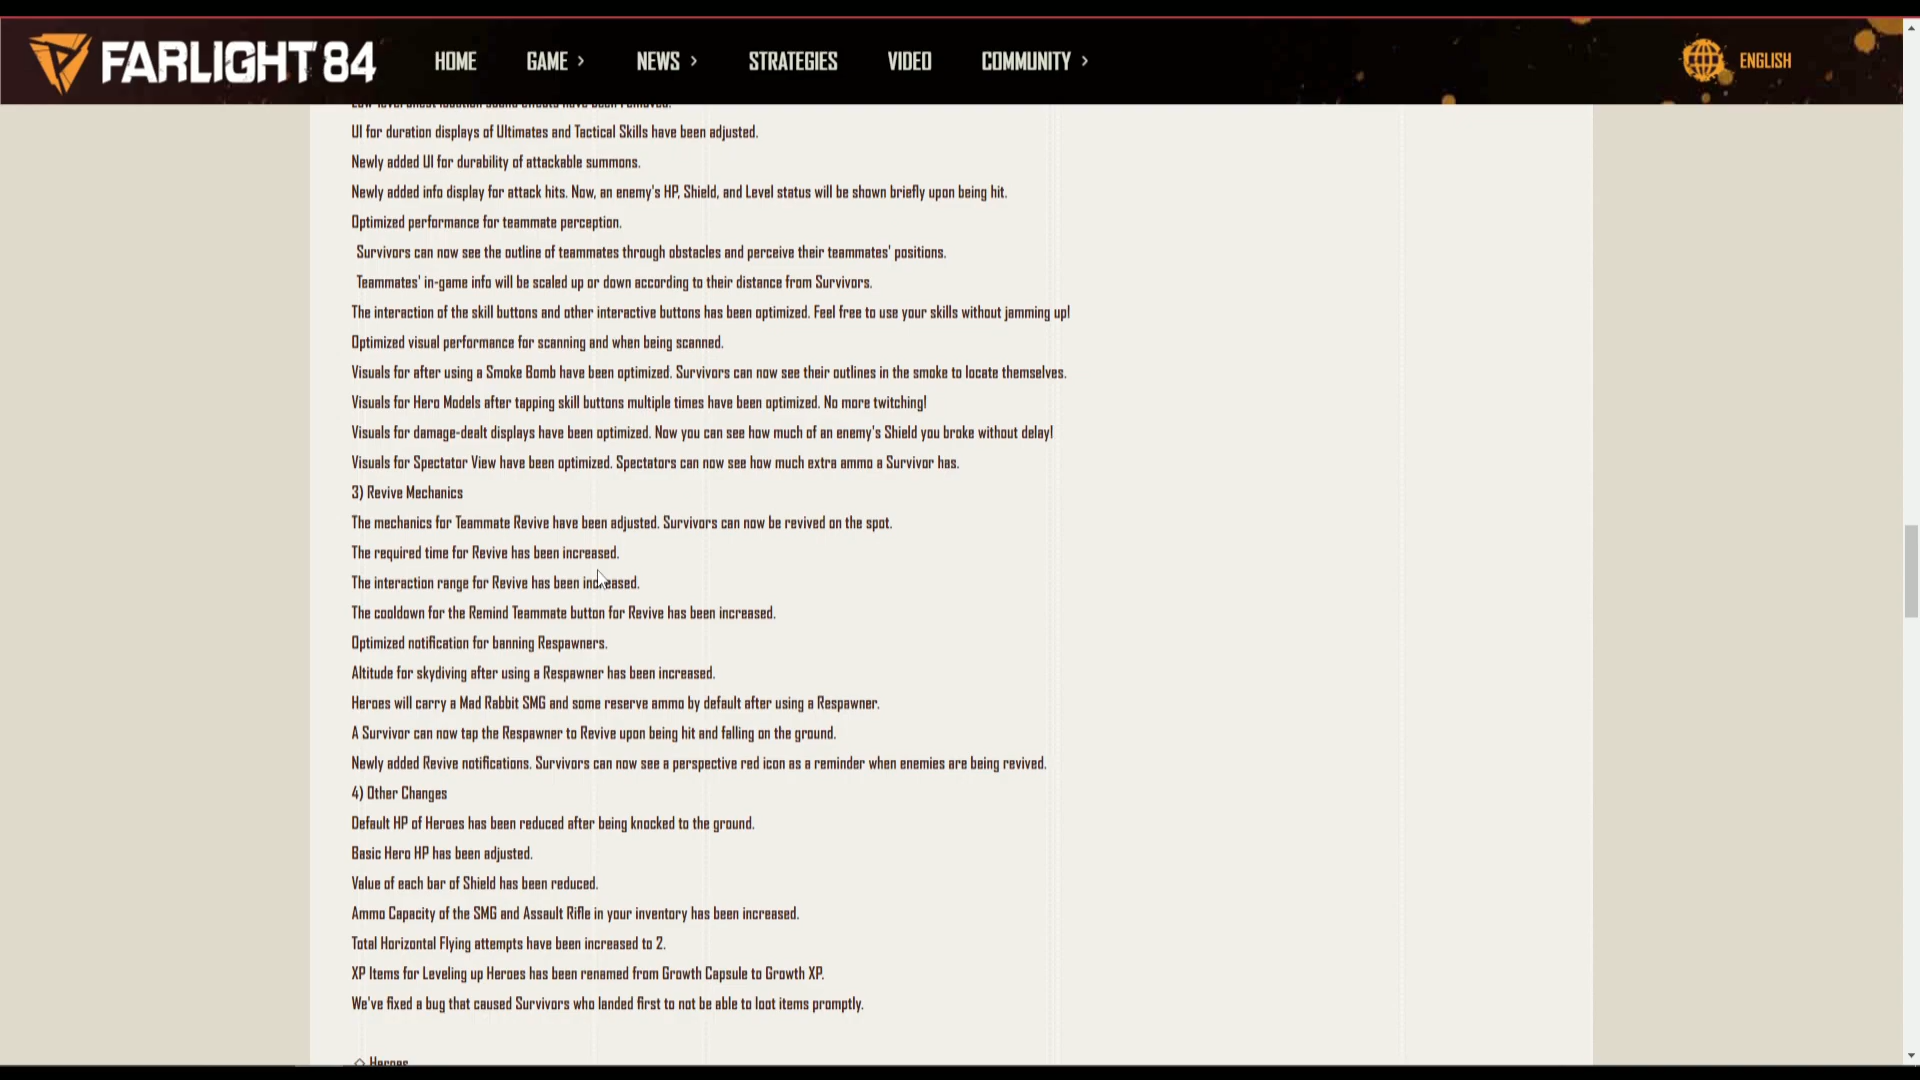 FARLIGHT 84
HOME
GAME
NEWS
STRATEGIES
VIDEO
COMMUNITY
ENGLISH
Low-level chest location sound effects have been removed.
UI for duration displays of Ultimates and Tactical Skills have been adjusted.
Newly added UI for durability of attackable summons.
Newly added info display for attack hits. Now, an enemy's HP, Shield, and Level status will be shown briefly upon being hit.
Optimized performance for teammate perception.
Survivors can now see the outline of teammates through obstacles and perceive their teammates' positions.
Teammates' in-game info will be scaled up or down according to their distance from Survivors.
The interaction of the skill buttons and other interactive buttons has been optimized. Feel free to use your skills without jamming up!
Optimized visual performance for scanning and when being scanned.
Visuals for after using a Smoke Bomb have been optimized. Survivors can now see their outlines in the smoke to locate themselves.
Visuals for Hero Models after tapping skill buttons multiple times have been optimized. No more twitching!
Visuals for damage-dealt displays have been optimized. Now you can see how much of an enemy's Shield you broke without delay!
Visuals for Spectator View have been optimized. Spectators can now see how much extra ammo a Survivor has.
3) Revive Mechanics
The mechanics for Teammate Revive have been adjusted. Survivors can now be revived on the spot.
The required time for Revive has been increased.
The interaction range for Revive has been increased.
The cooldown for the Remind Teammate button for Revive has been increased.
Optimized notification for banning Respawners.
Altitude for skydiving after using a Respawner has been increased.
Heroes will carry a Mad Rabbit SMG and some reserve ammo by default after using a Respawner.
A Survivor can now tap the Respawner to Revive upon being hit and falling on the ground.
Newly added Revive notifications. Survivors can now see a perspective red icon as a reminder when enemies are being revived.
4) Other Changes
Default HP of Heroes has been reduced after being knocked to the ground.
Basic Hero HP has been adjusted.
Value of each bar of Shield has been reduced.
Ammo Capacity of the SMG and Assault Rifle in your inventory has been increased.
Total Horizontal Flying attempts have been increased to 2.
XP Items for Leveling up Heroes has been renamed from Growth Capsule to Growth XP.
We've fixed a bug that caused Survivors who landed first to not be able to loot items promptly.
◇ Heroes